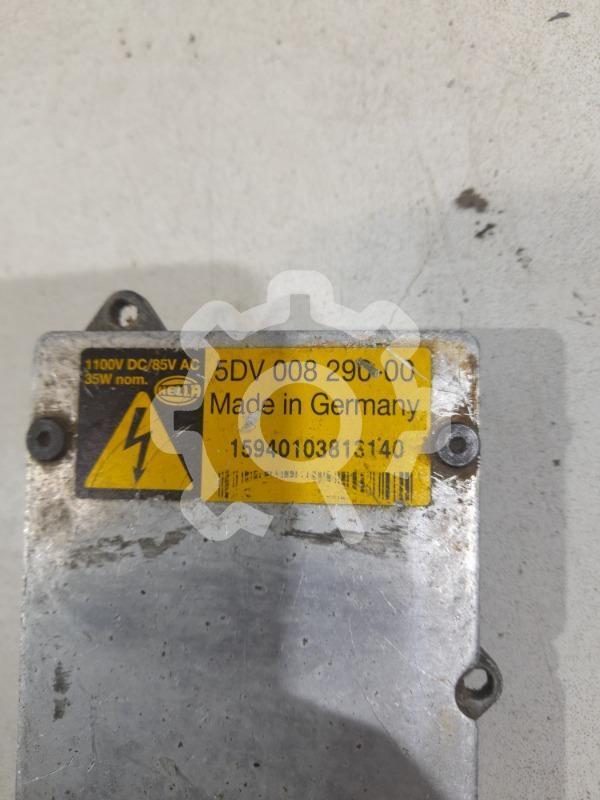 1100V DC/85V AC
35W nom.
HELLA
5DV 008 290-00
Made in Germany
15940103813140